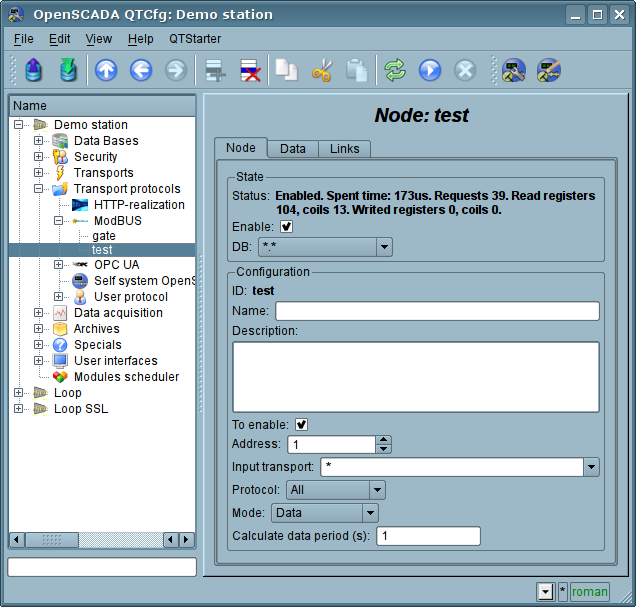 OpenSCADA QTCfg: Demo station
File Edit View Help QTStarter
Name
Demo station
Data Bases
Security
Transports
Transport protocols
HTTP-realization
ModBUS
gate
test
OPC UA
Self system OpenS
User protocol
Data acquisition
Archives
Specials
User interfaces
Modules scheduler
Loop
Loop SSL
Node: test
Node Data Links
State
Status: Enabled. Spent time: 173us. Requests 39. Read registers
104, coils 13. Writed registers 0, coils 0.
Enable:
DB: *.*
Configuration
ID: test
Name:
Description:
To enable:
Address: 1
Input transport: *
Protocol: All
Mode: Data
Calculate data period (s): 1
* roman